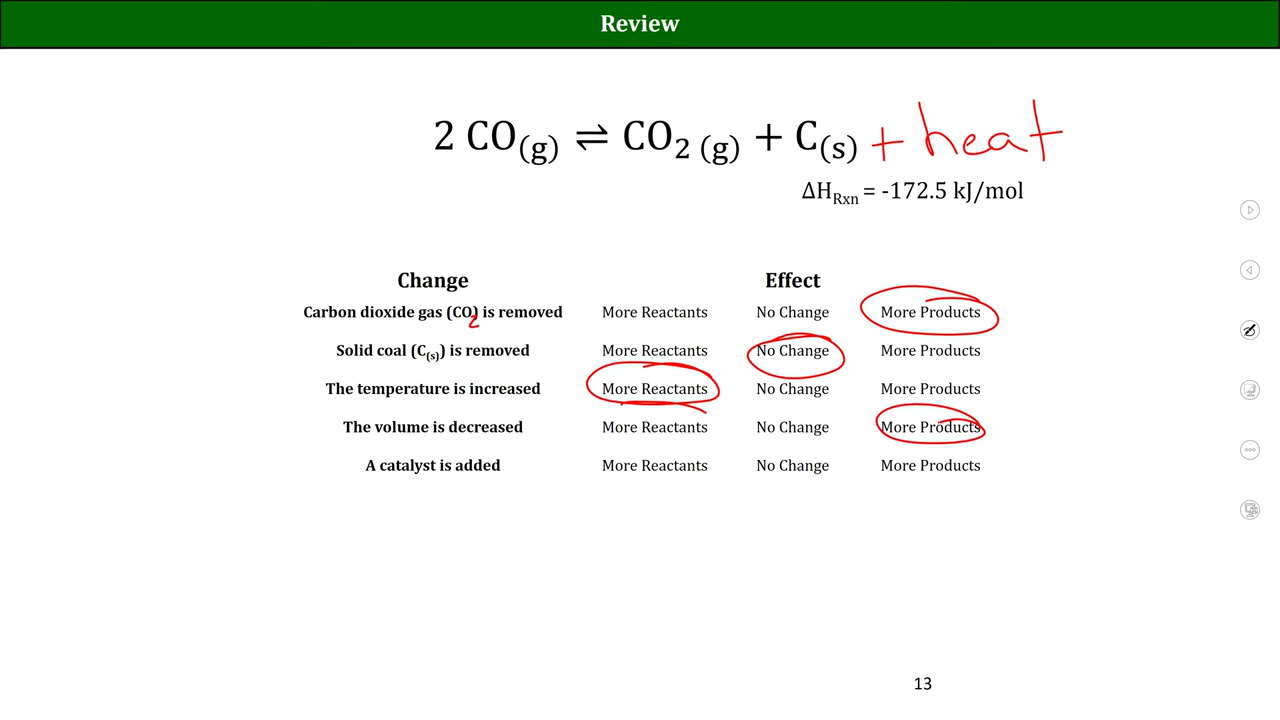 Review
2 CO(g) ⇌ CO2 (g) + C(s) + heat
ΔHRxn = -172.5 kJ/mol
Change Effect
Carbon dioxide gas (CO2) is removed More Reactants No Change More Products
Solid coal (C(s)) is removed More Reactants No Change More Products
The temperature is increased More Reactants No Change More Products
The volume is decreased More Reactants No Change More Products
A catalyst is added More Reactants No Change More Products
13